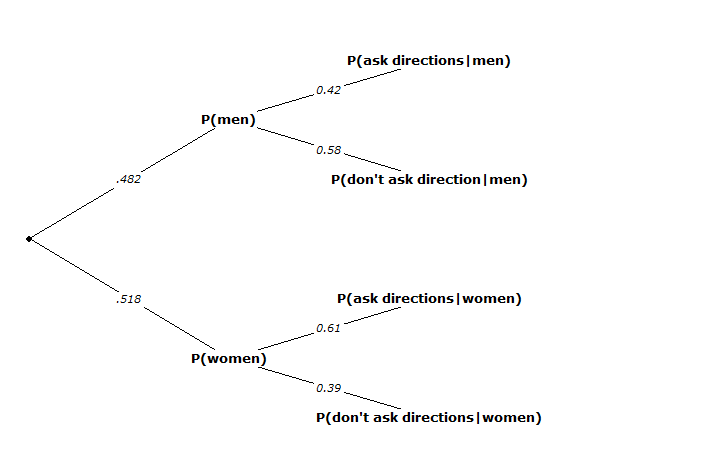 P(ask directions|men)
0.42
P(men)
0.58
P(don't ask direction|men)
.482
.518
P(ask directions|women)
0.61
P(women)
0.39
P(don't ask directions|women)